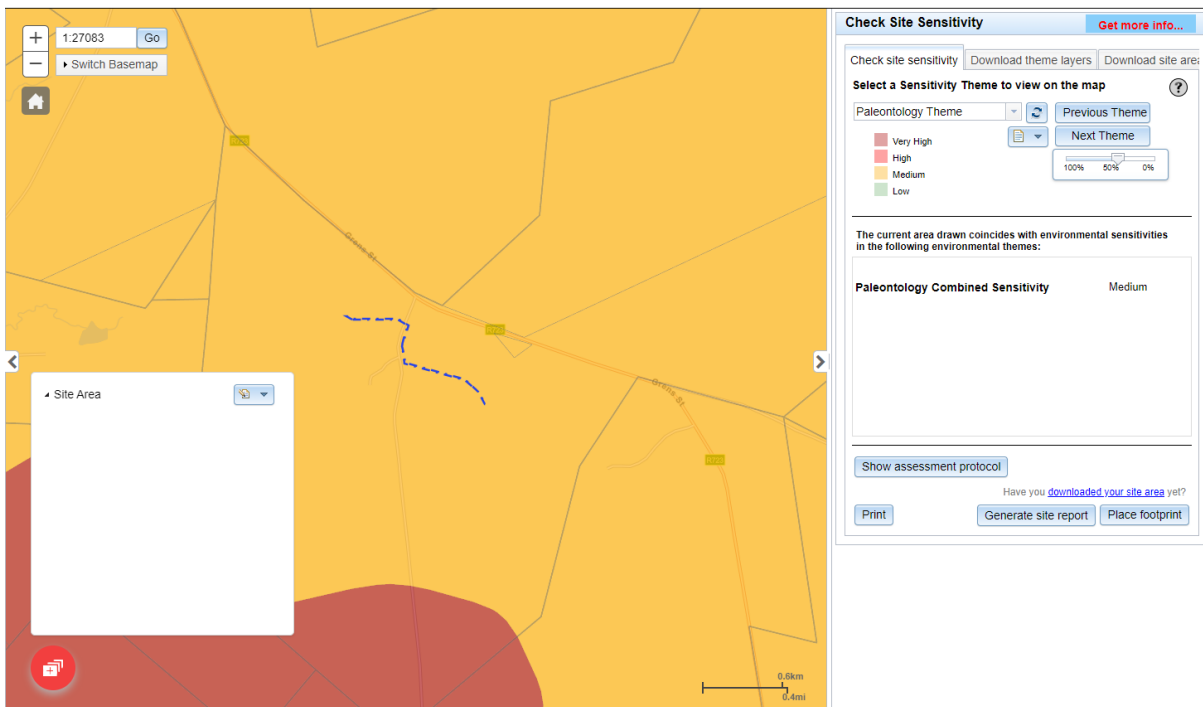 1:27083
Go
Switch Basemap
Grens St
Grens St
Site Area
0.6km
0.4mi
Check Site Sensitivity
Get more info...
Check site sensitivity
Download theme layers
Download site area
Select a Sensitivity Theme to view on the map
?
Paleontology Theme
Previous Theme
Next Theme
Very High
High
Medium
Low
100% 50% 0%
The current area drawn coincides with environmental sensitivities
in the following environmental themes:
Paleontology Combined Sensitivity Medium
Show assessment protocol
Have you downloaded your site area yet?
Print
Generate site report
Place footprint